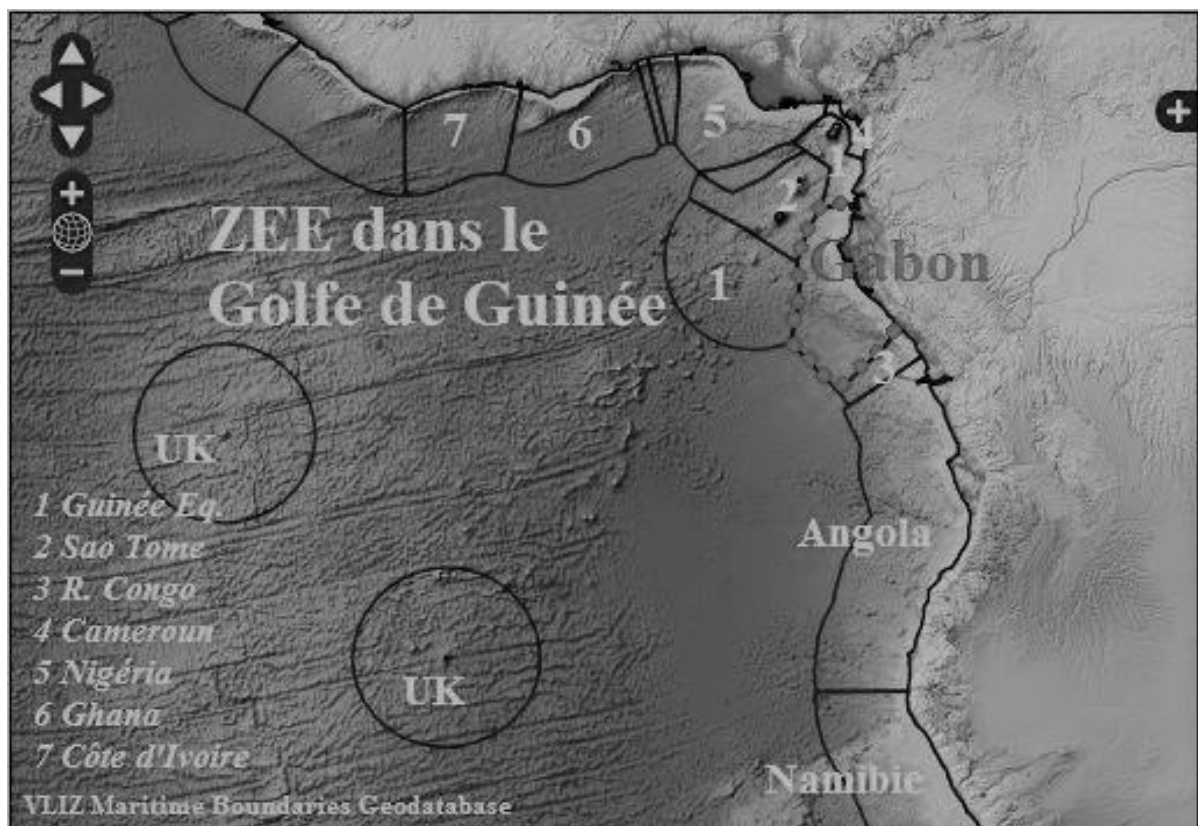 7
6
5
4
1
2
ZEE dans le
Golfe de Guinée
Gabon
1
3
UK
1 Guinée Eq.
2 Sao Tome
3 R. Congo
4 Cameroun
5 Nigéria
6 Ghana
7 Côte d'Ivoire
Angola
UK
Namibie
VLIZ Maritime Boundaries Geodatabase